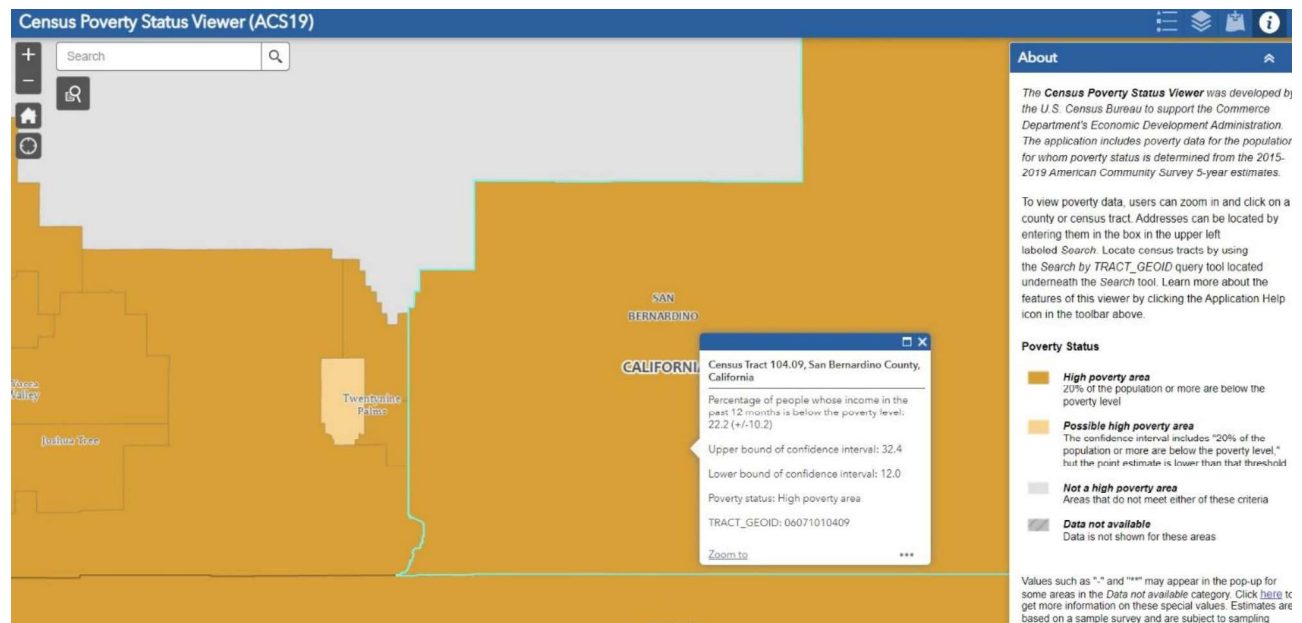 Census Poverty Status Viewer (ACS19)
Search
About
The Census Poverty Status Viewer was developed by
the U.S. Census Bureau to support the Commerce
Department's Economic Development Administration.
The application includes poverty data for the population
for whom poverty status is determined from the 2015-
2019 American Community Survey 5-year estimates.
To view poverty data, users can zoom in and click on a
county or census tract. Addresses can be located by
entering them in the box in the upper left
labeled Search. Locate census tracts by using
the Search by TRACT_GEOID query tool located
underneath the Search tool. Learn more about the
features of this viewer by clicking the Application Help
icon in the toolbar above.
Poverty Status
High poverty area
20% of the population or more are below the
poverty level
Possible high poverty area
The confidence interval includes "20% of the
population or more are below the poverty level,"
but the point estimate is lower than that threshold
Not a high poverty area
Areas that do not meet either of these criteria
Data not available
Data is not shown for these areas
Values such as "-" and "**" may appear in the pop-up for
some areas in the Data not available category. Click here to
get more information on these special values. Estimates are
based on a sample survey and are subject to sampling
SAN
BERNARDINO
CALIFORNI
Yucca
Valley
Joshua Tree
Twentynine
Palms
Census Tract 104.09, San Bernardino County,
California
Percentage of people whose income in the
past 12 months is below the poverty level:
22.2 (+/-10.2)
Upper bound of confidence interval: 32.4
Lower bound of confidence interval: 12.0
Poverty status: High poverty area
TRACT_GEOID: 06071010409
Zoom to